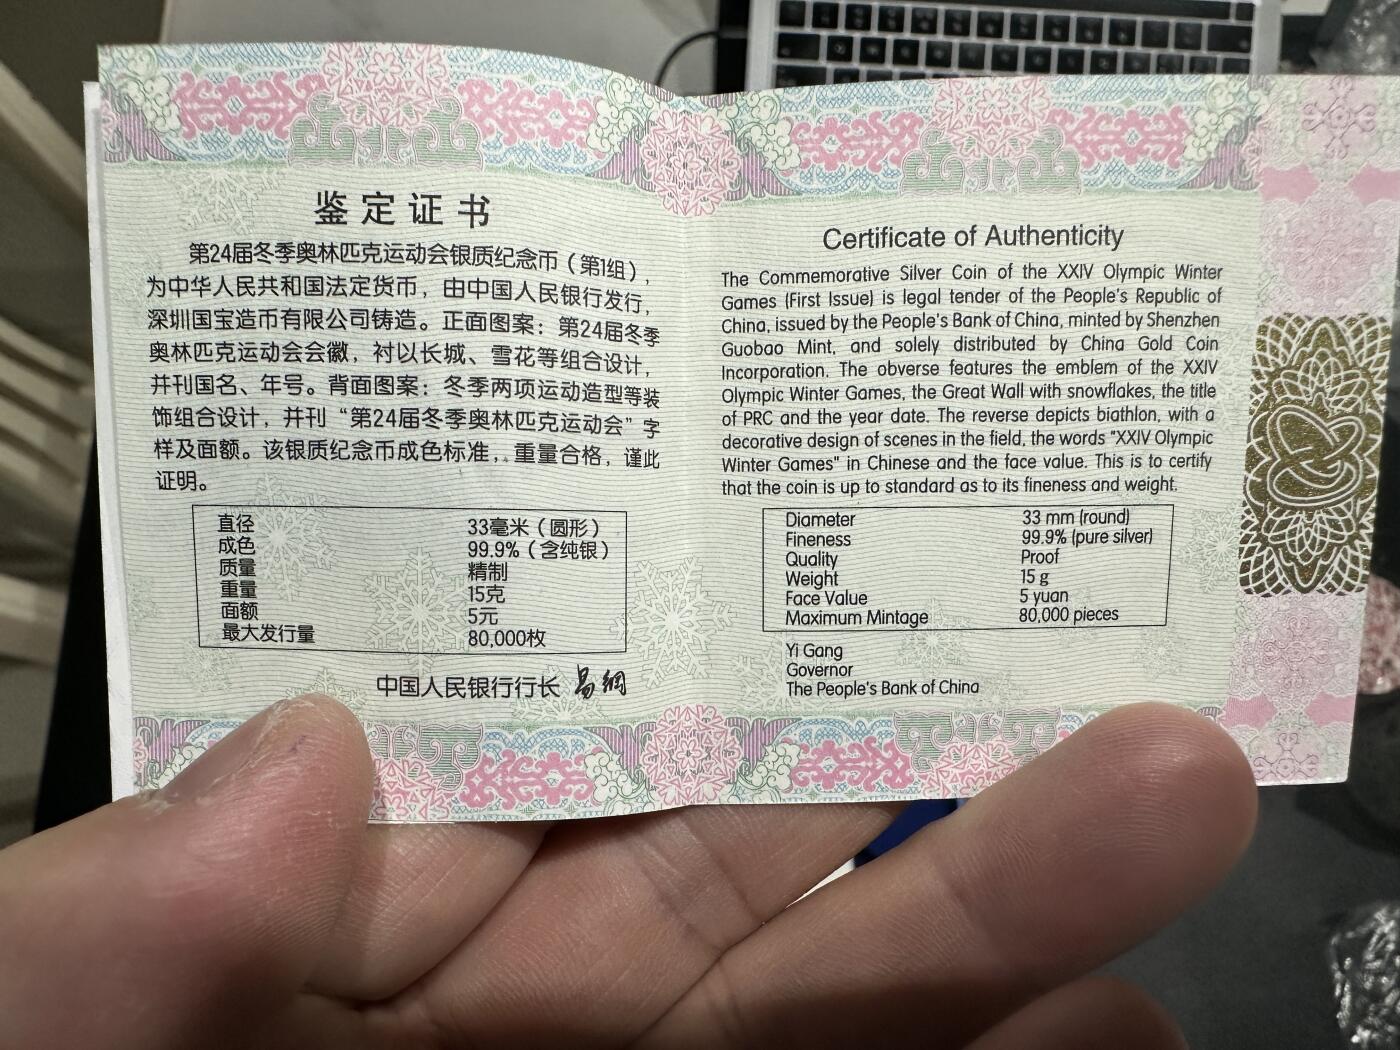 鉴定证书
第24届冬季奥林匹克运动会银质纪念币（第1组），
为中华人民共和国法定货币，由中国人民银行发行，
深圳国宝造币有限公司铸造。正面图案：第24届冬季
奥林匹克运动会会徽，衬以长城、雪花等组合设计，
并刊国名、年号。背面图案：冬季两项运动造型等装
饰组合设计，并刊“第24届冬季奥林匹克运动会”字
样及面额。该银质纪念币成色标准，重量合格，谨此
证明。
直径 33毫米（圆形）
成色 99.9%（含纯银）
质量 精制
重量 15克
面额 5元
最大发行量 80,000枚
中国人民银行行长 易纲
Certificate of Authenticity
The Commemorative Silver Coin of the XXIV Olympic Winter
Games (First Issue) is legal tender of the People's Republic of
China, issued by the People's Bank of China, minted by Shenzhen
Guobao Mint, and solely distributed by China Gold Coin
Incorporation. The obverse features the emblem of the XXIV
Olympic Winter Games, the Great Wall with snowflakes, the title
of PRC and the year date. The reverse depicts biathlon, with a
decorative design of scenes in the field, the words "XXIV Olympic
Winter Games" in Chinese and the face value. This is to certify
that the coin is up to standard as to its fineness and weight.
Diameter 33 mm (round)
Fineness 99.9% (pure silver)
Quality Proof
Weight 15 g
Face Value 5 yuan
Maximum Mintage 80,000 pieces
Yi Gang
Governor
The People's Bank of China